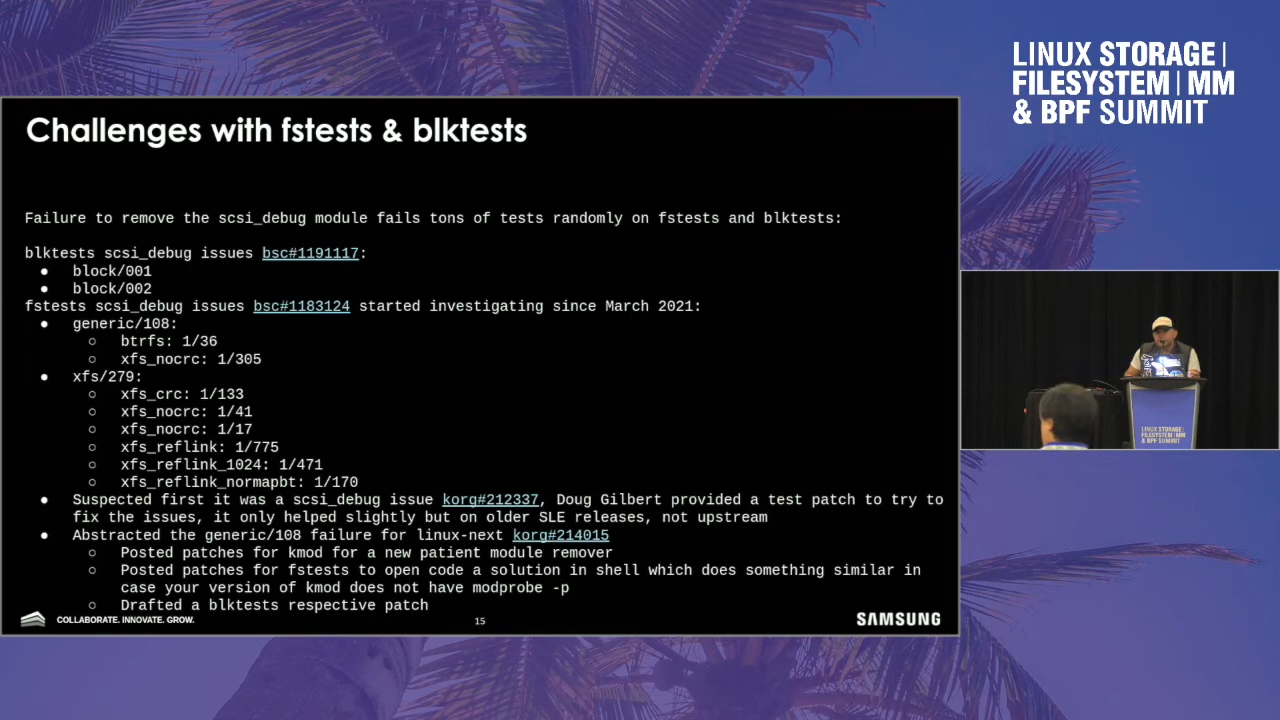 LINUX STORAGE |
FILESYSTEM | MM
& BPF SUMMIT
Challenges with fstests & blktests
Failure to remove the scsi_debug module fails tons of tests randomly on fstests and blktests:
blktests scsi_debug issues bsc#1191117:
● block/001
● block/002
fstests scsi_debug issues bsc#1183124 started investigating since March 2021:
● generic/108:
○ btrfs: 1/36
○ xfs_nocrc: 1/305
● xfs/279:
○ xfs_crc: 1/133
○ xfs_nocrc: 1/41
○ xfs_nocrc: 1/17
○ xfs_reflink: 1/775
○ xfs_reflink_1024: 1/471
○ xfs_reflink_normapbt: 1/170
● Suspected first it was a scsi_debug issue korg#212337, Doug Gilbert provided a test patch to try to
fix the issues, it only helped slightly but on older SLE releases, not upstream
● Abstracted the generic/108 failure for linux-next korg#214015
○ Posted patches for kmod for a new patient module remover
○ Posted patches for fstests to open code a solution in shell which does something similar in
case your version of kmod does not have modprobe -p
○ Drafted a blktests respective patch
COLLABORATE. INNOVATE. GROW.
15
SAMSUNG
LINUX STORAGE |
FILESYSTEM | MM
& BPF SUMMIT